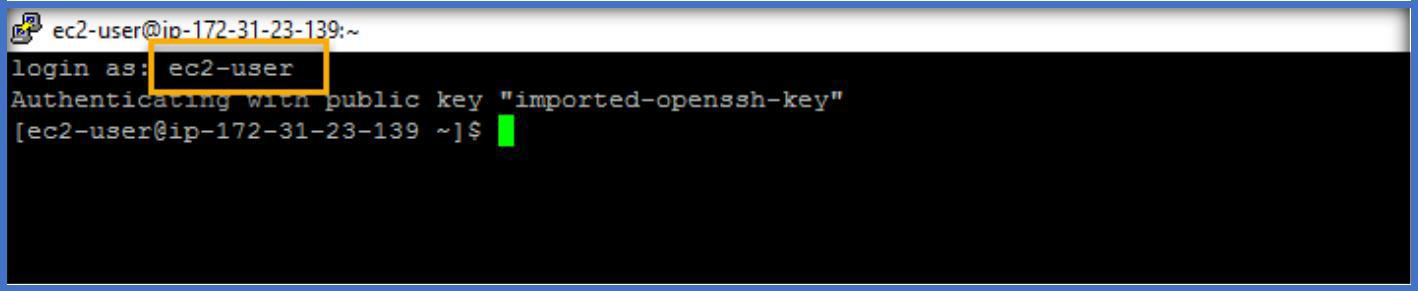 ec2-user@ip-172-31-23-139:~
login as: ec2-user
Authenticating with public key "imported-openssh-key"
[ec2-user@ip-172-31-23-139 ~]$